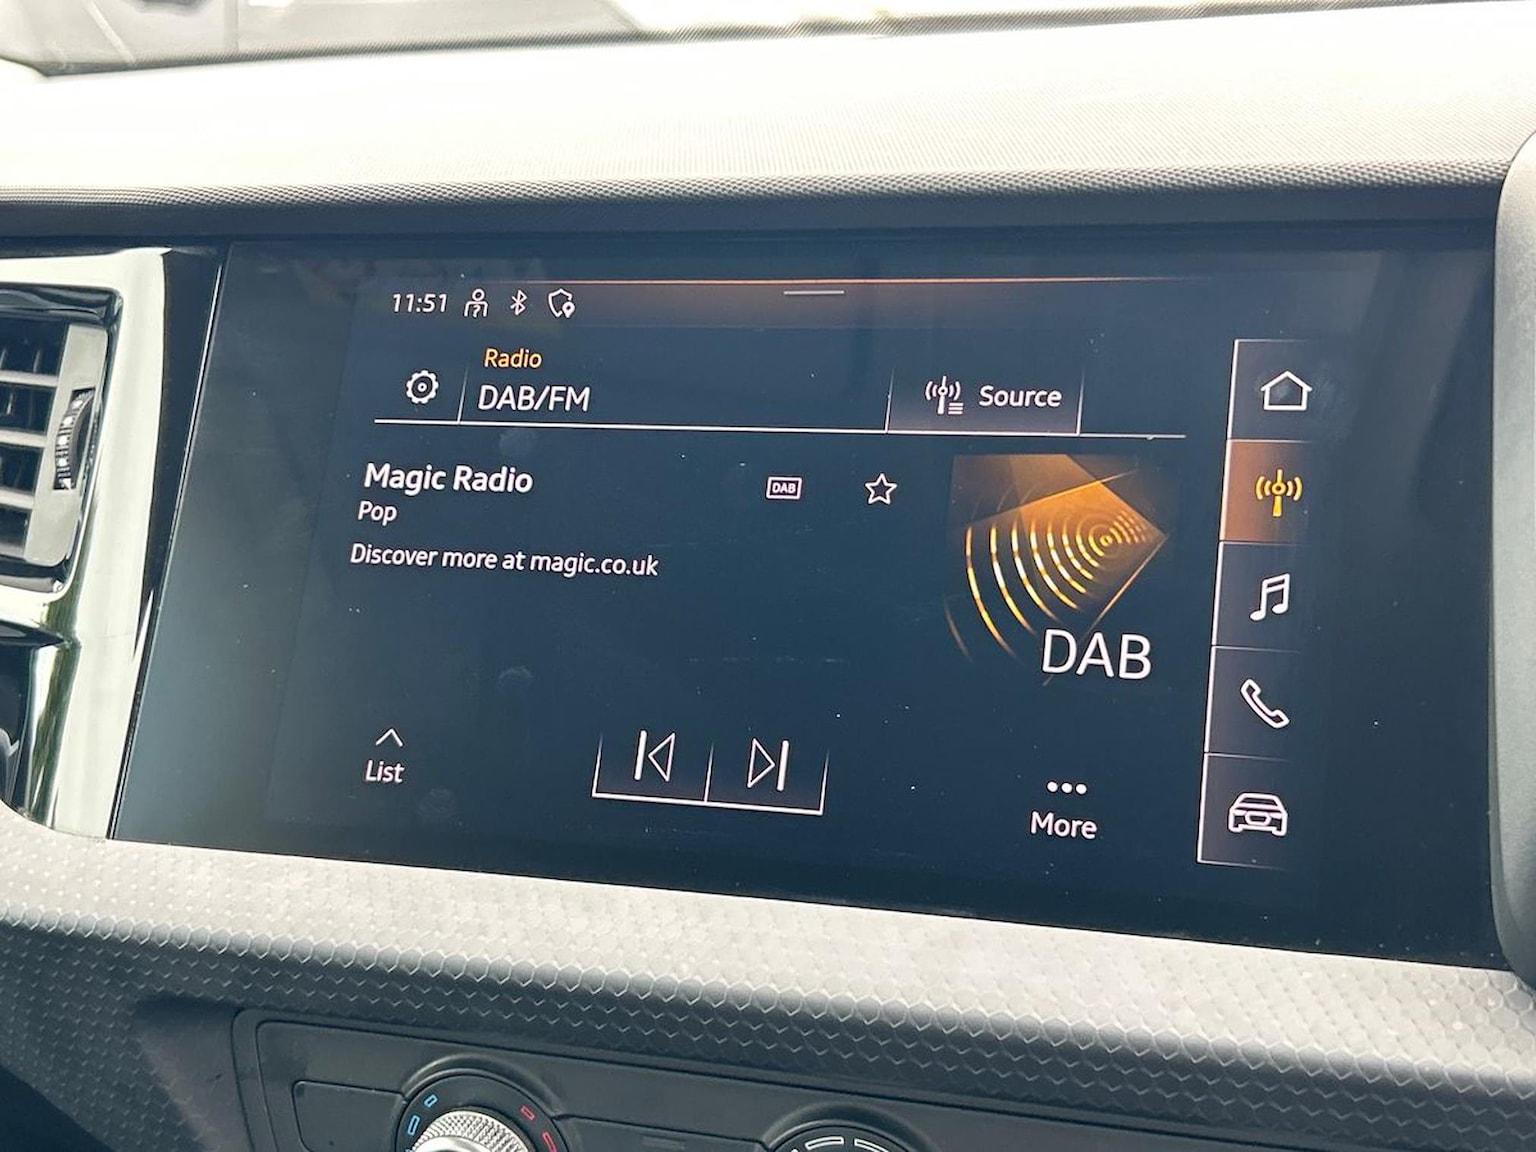 11:51
Radio
DAB/FM
Source
Magic Radio
DAB
Pop
Discover more at magic.co.uk
DAB
List
More